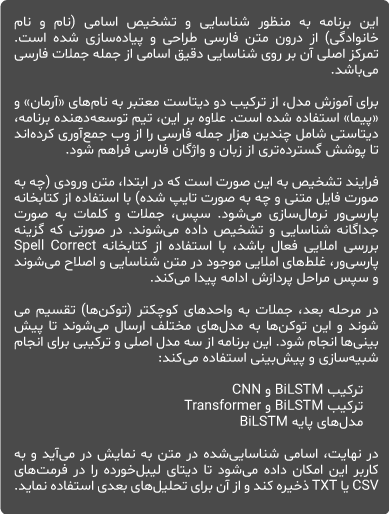 این برنامه به منظور شناسایی و تشخیص اسامی (نام و نام
خانوادگی) از درون متن فارسی طراحی و پیاده‌سازی شده است.
تمرکز اصلی آن بر روی شناسایی دقیق اسامی از جمله جملات فارسی
می‌باشد.
برای آموزش مدل، از ترکیب دو دیتاست معتبر به نام‌های «آرمان» و
«پیما» استفاده شده است. علاوه بر این، تیم توسعه‌دهنده برنامه،
دیتاستی شامل چندین هزار جمله فارسی را از وب جمع‌آوری کرده‌اند
تا پوشش گسترده‌تری از زبان و واژگان فارسی فراهم شود.
فرایند تشخیص به این صورت است که در ابتدا، متن ورودی (چه به
صورت فایل متنی و چه به صورت تایپ شده) با استفاده از کتابخانه
پارسی‌ور نرمال‌سازی می‌شود. سپس، جملات و کلمات به صورت
جداگانه شناسایی و تشخیص داده می‌شوند. در صورتی که گزینه
بررسی املایی فعال باشد، با استفاده از کتابخانه Spell Correct
پارسی‌ور، غلط‌های املایی موجود در متن شناسایی و اصلاح می‌شوند
و سپس مراحل پردازش ادامه پیدا می‌کند.
در مرحله بعد، جملات به واحدهای کوچکتر (توکن‌ها) تقسیم می
شوند و این توکن‌ها به مدل‌های مختلف ارسال می‌شوند تا پیش
بینی‌ها انجام شود. این برنامه از سه مدل اصلی و ترکیبی برای انجام
شبیه‌سازی و پیش‌بینی استفاده می‌کند:
ترکیب BiLSTM و CNN
ترکیب BiLSTM و Transformer
مدل‌های پایه BiLSTM
در نهایت، اسامی شناسایی‌شده در متن به نمایش در می‌آید و به
کاربر این امکان داده می‌شود تا دیتای لیبل‌خورده را در فرمت‌های
CSV یا TXT ذخیره کند و از آن برای تحلیل‌های بعدی استفاده نماید.